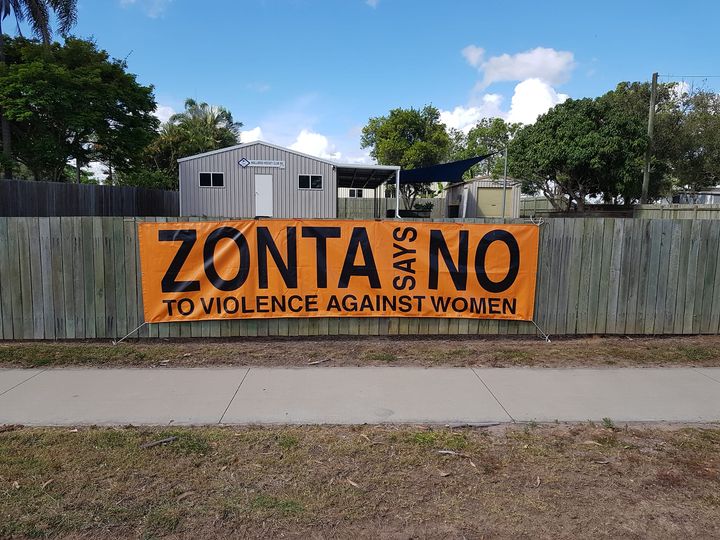 ZONTA SAYS NO
TO VIOLENCE AGAINST WOMEN